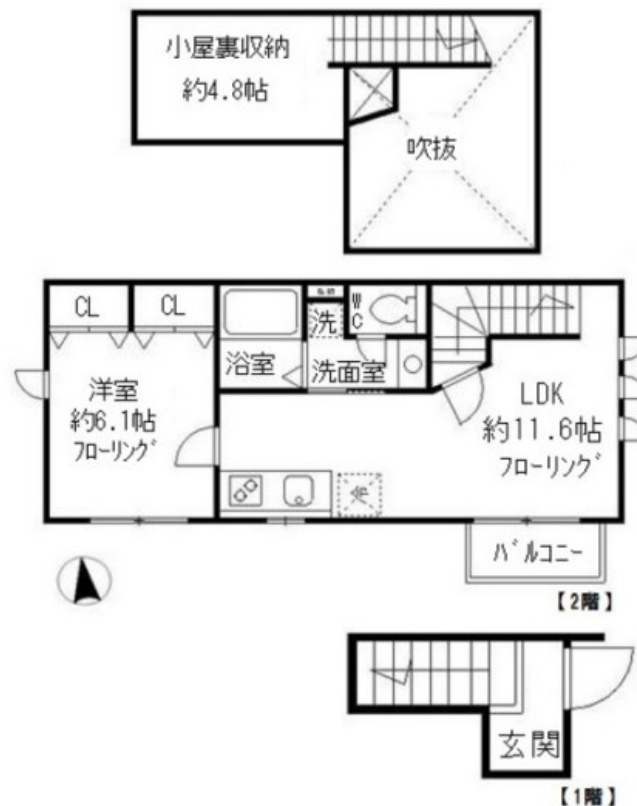 小屋裏収納
約4.8帖
吹抜
CL
CL
洗
WC
浴室
洗面室
洋室
約6.1帖
フローリング
LDK
約11.6帖
フローリング
冷
バルコニー
【2階】
玄関
【1階】